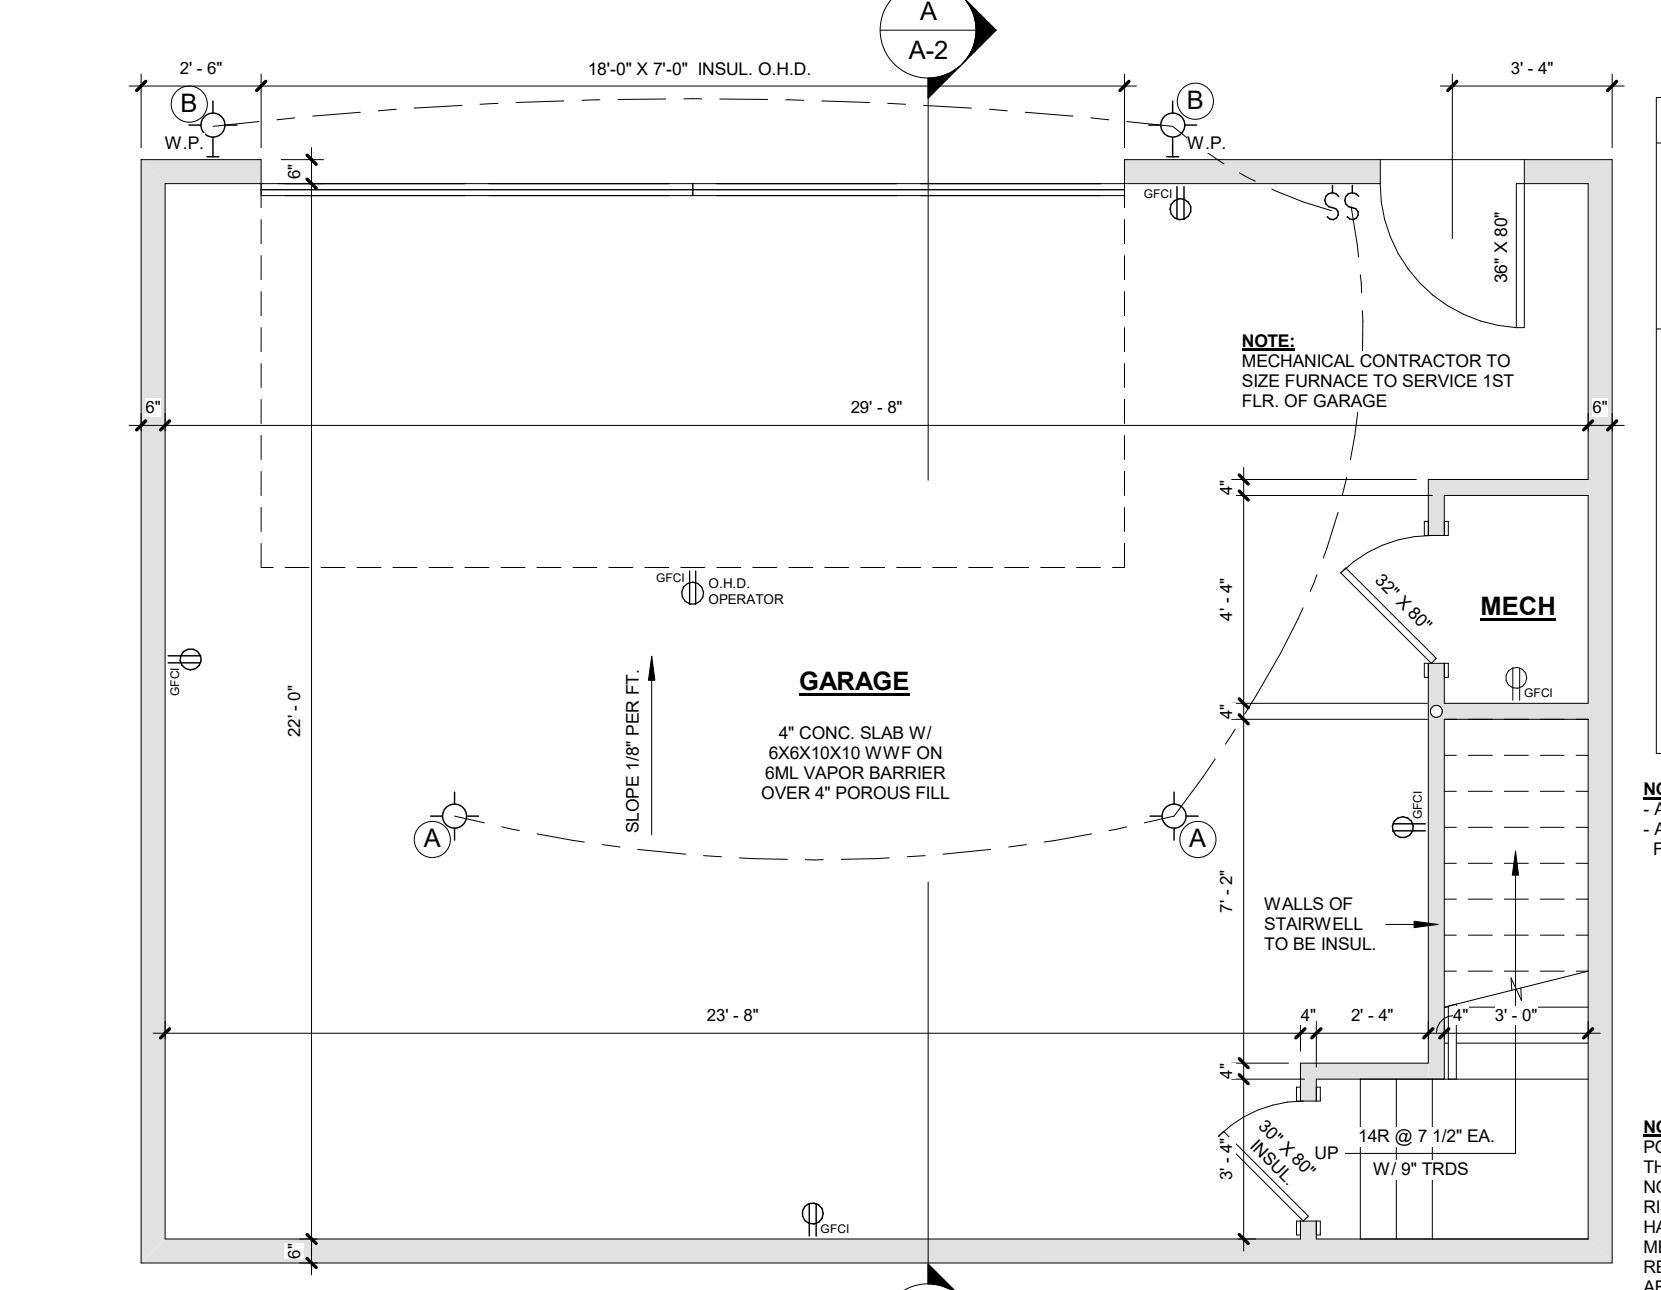 A
A-2
2' - 6"
18'-0" X 7'-0" INSUL. O.H.D.
3' - 4"
B
W.P.
B
W.P.
6"
GFCI
S S
36" X 80"
NOTE:
MECHANICAL CONTRACTOR TO
SIZE FURNACE TO SERVICE 1ST
FLR. OF GARAGE
6"
29' - 8"
6"
4"
4' - 4"
32" X 80"
MECH
GFCI
GFCI
O.H.D.
OPERATOR
GFCI
22' - 0"
SLOPE 1/8" PER FT.
GARAGE
4" CONC. SLAB W/
6X6X10X10 WWF ON
6ML VAPOR BARRIER
OVER 4" POROUS FILL
4"
A
A
GFCI
7' - 2"
WALLS OF
STAIRWELL
TO BE INSUL.
23' - 8"
4"
2' - 4"
4"
3' - 0"
4"
3' - 4"
30" X 80"
INSUL.
UP
14R @ 7 1/2" EA.
W/ 9" TRDS
GFCI
6"
- A
- A